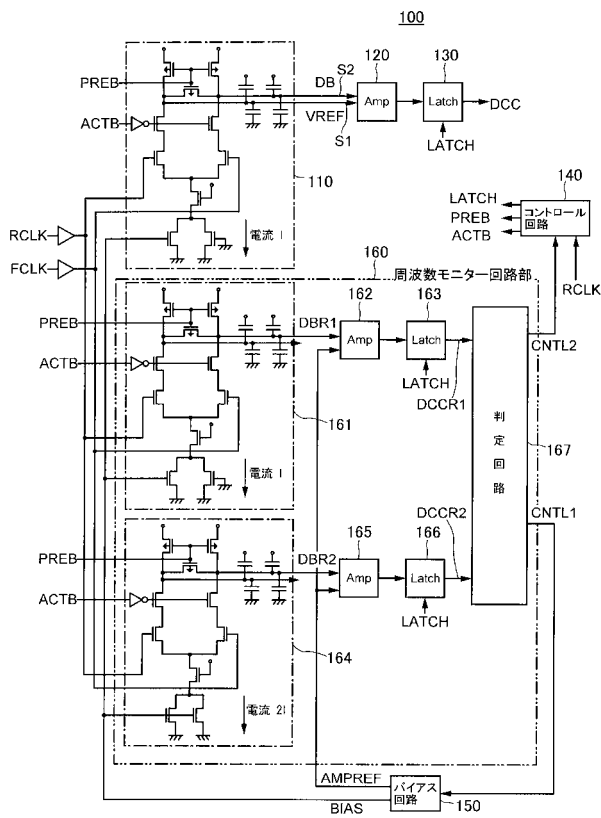 100
PREB
ACTB
DB
S2
VREF
S1
120
Amp
130
Latch
DCC
LATCH
110
電流 I
RCLK
FCLK
140
コントロール
回路
LATCH
PREB
ACTB
RCLK
160
周波数モニター回路部
PREB
ACTB
DBR1
162
Amp
163
Latch
LATCH
DCCR1
CNTL2
161
電流 I
判定回路
167
PREB
ACTB
DBR2
165
Amp
166
Latch
LATCH
DCCR2
CNTL1
164
電流 2I
AMPREF
BIAS
バイアス
回路
150